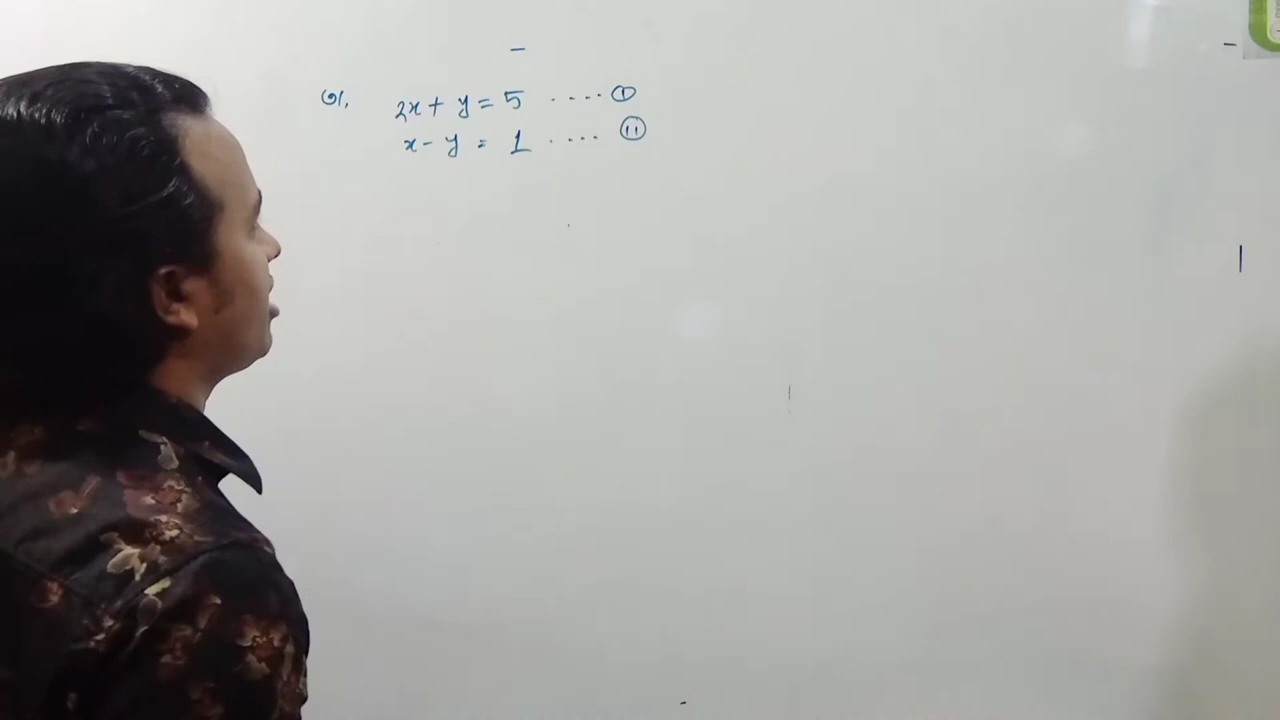 ৩।, 2x + y = 5 .... (i)
x - y = 1 .... (ii)